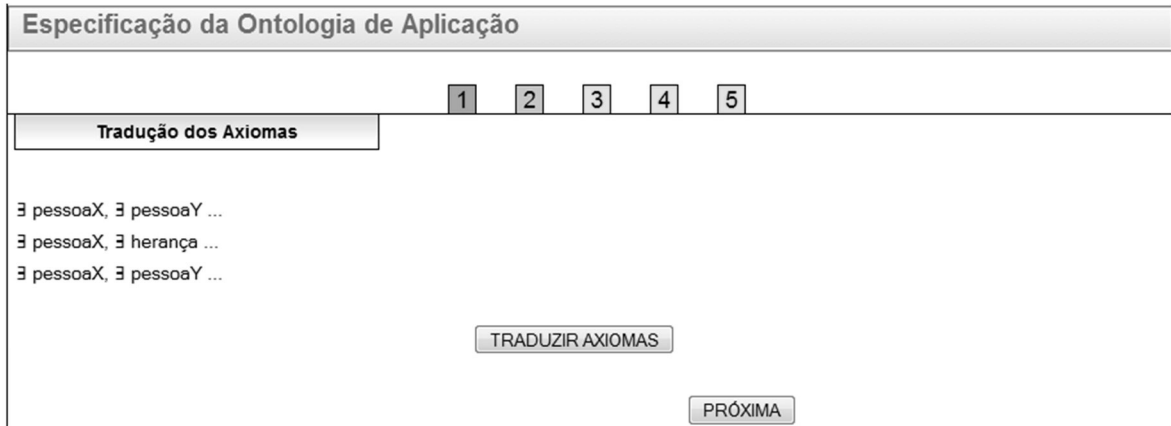 Especificação da Ontologia de Aplicação
1 2 3 4 5
Tradução dos Axiomas
∃ pessoaX, ∃ pessoaY ...
∃ pessoaX, ∃ herança ...
∃ pessoaX, ∃ pessoaY ...
TRADUZIR AXIOMAS
PRÓXIMA